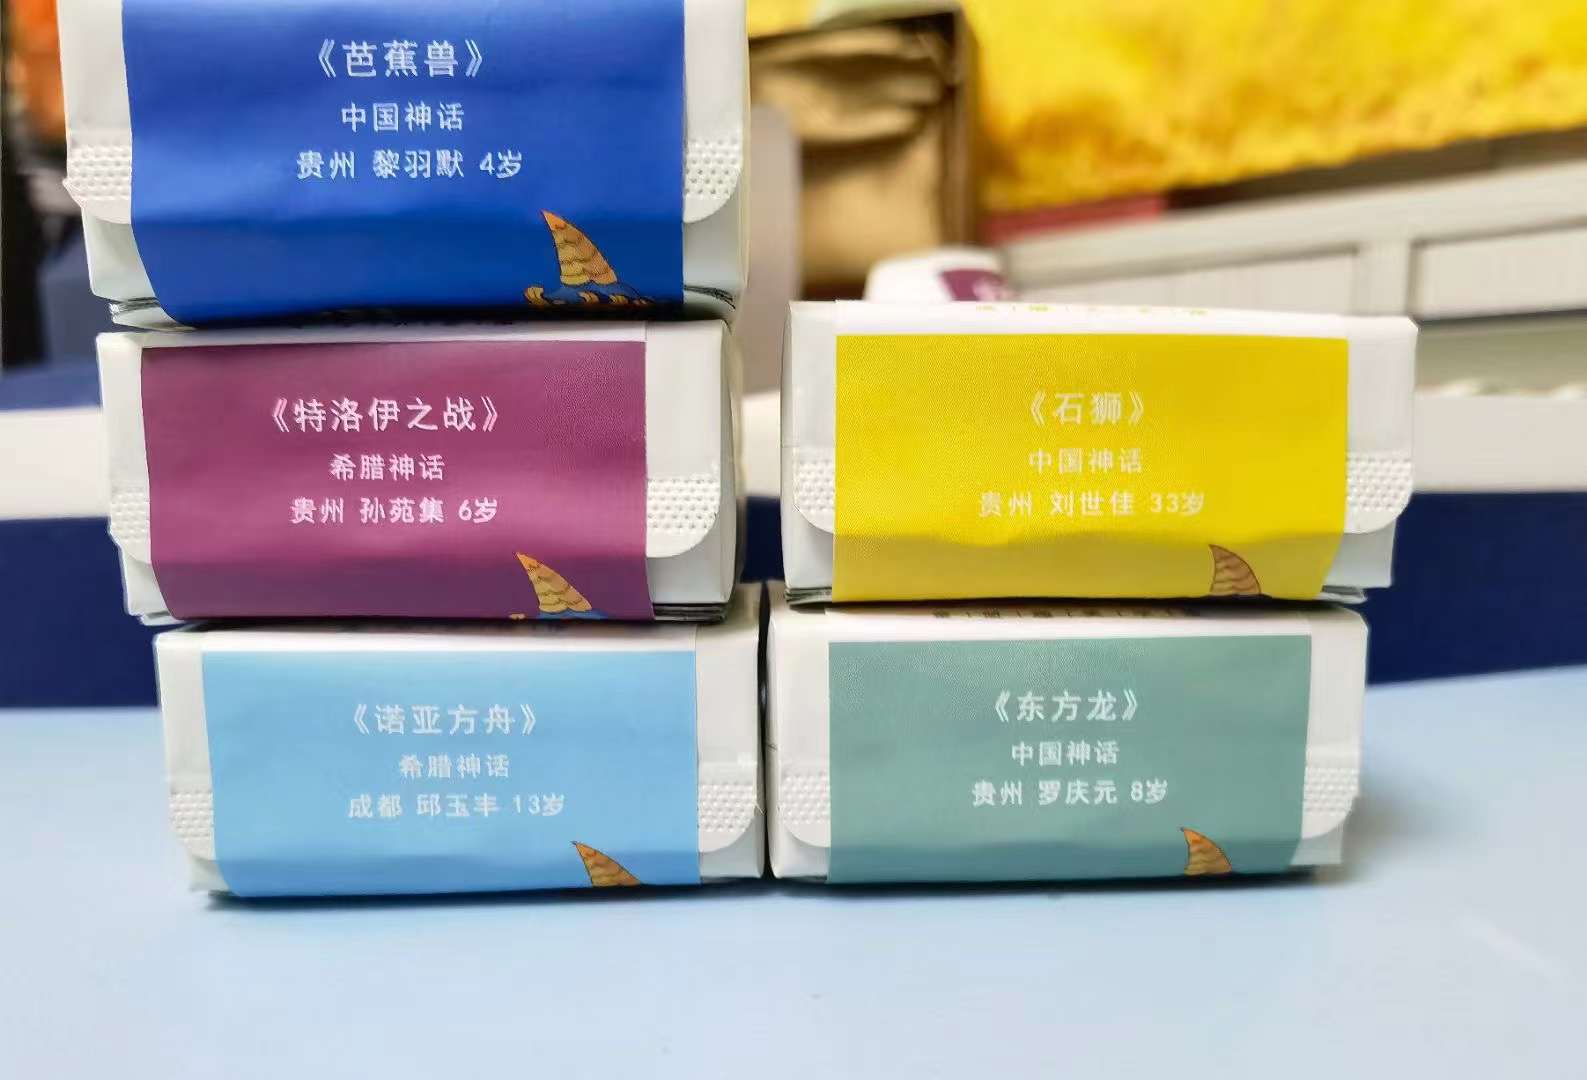 《芭蕉兽》
中国神话
贵州 黎羽默 4岁
《特洛伊之战》
希腊神话
贵州 孙苑集 6岁
《石狮》
中国神话
贵州 刘世佳 33岁
《诺亚方舟》
希腊神话
成都 邱玉丰 13岁
《东方龙》
中国神话
贵州 罗庆元 8岁